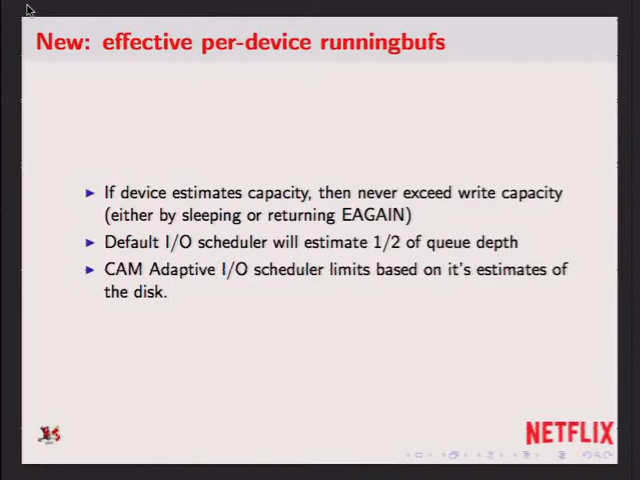 New: effective per-device runningbufs
If device estimates capacity, then never exceed write capacity
(either by sleeping or returning EAGAIN)
Default I/O scheduler will estimate 1/2 of queue depth
CAM Adaptive I/O scheduler limits based on it's estimates of
the disk.
NETFLIX